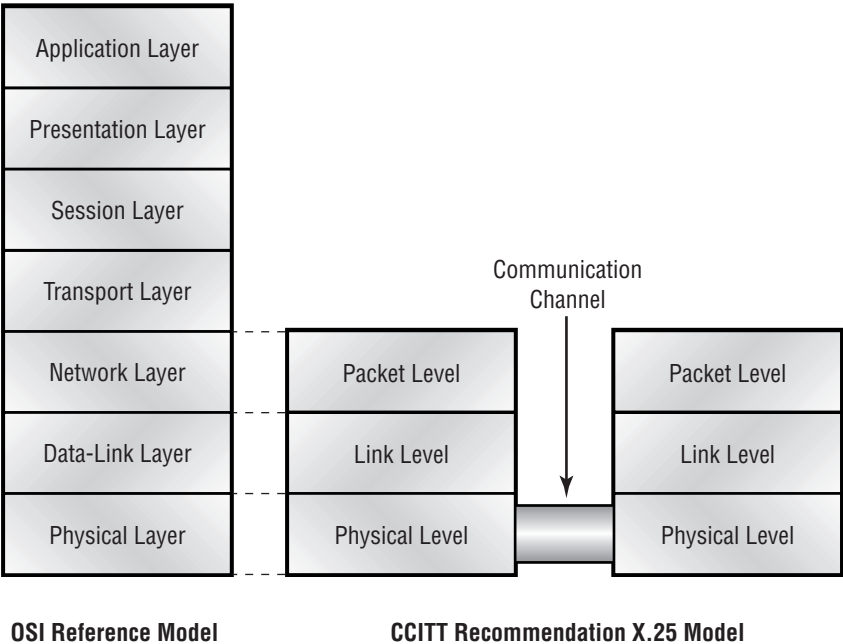 Application Layer
Presentation Layer
Session Layer
Transport Layer
Network Layer
Data-Link Layer
Physical Layer
Communication
Channel
Packet Level
Link Level
Physical Level
Packet Level
Link Level
Physical Level
OSI Reference Model
CCITT Recommendation X.25 Model